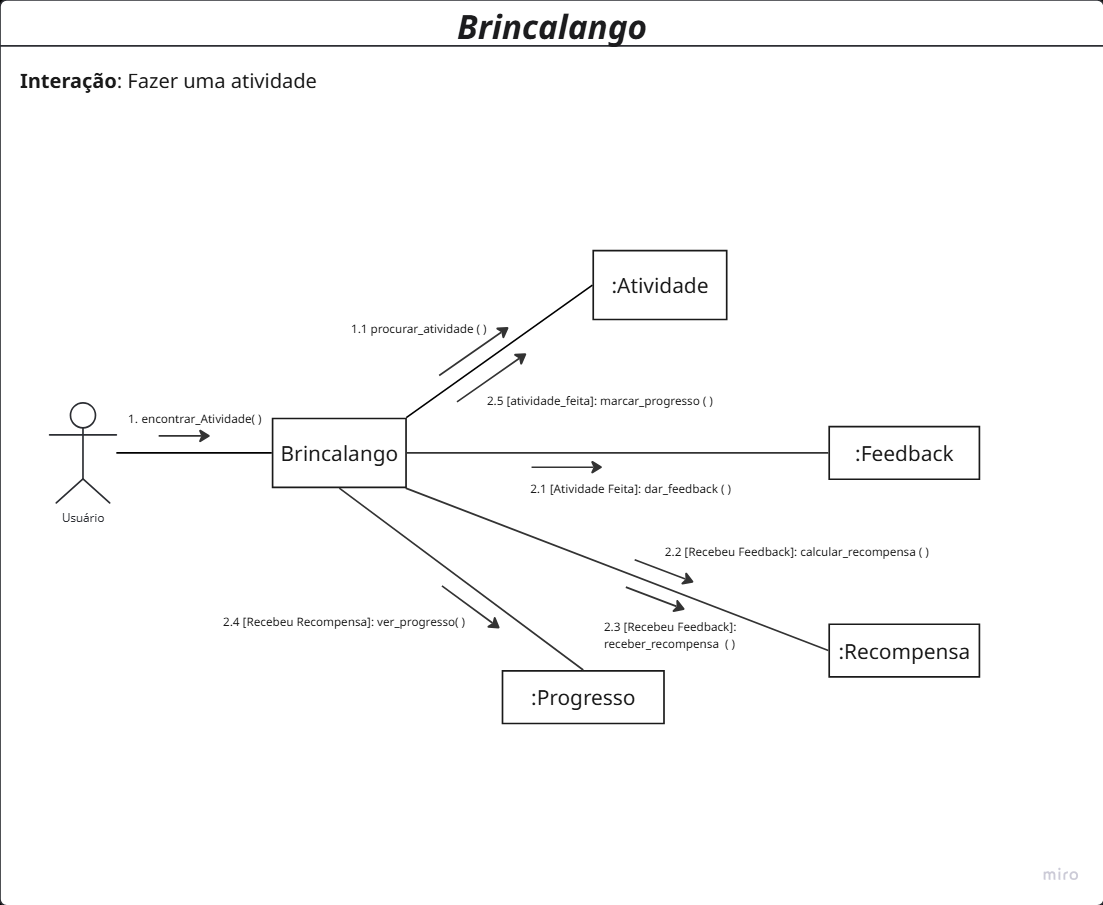 Brincalango
Interação: Fazer uma atividade
:Atividade
1.1 procurar_atividade ( )
2.5 [atividade_feita]: marcar_progresso ( )
1. encontrar_Atividade( )
Brincalango
:Feedback
2.1 [Atividade Feita]: dar_feedback ( )
Usuário
2.2 [Recebeu Feedback]: calcular_recompensa ( )
2.4 [Recebeu Recompensa]: ver_progresso( )
2.3 [Recebeu Feedback]:
receber_recompensa ( )
:Recompensa
:Progresso
miro